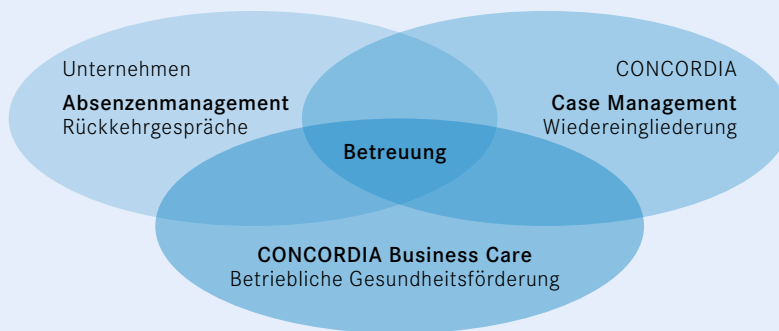 Unternehmen
Absenzenmanagement
Rückkehrgespräche
CONCORDIA
Case Management
Wiedereingliederung
Betreuung
CONCORDIA Business Care
Betriebliche Gesundheitsförderung